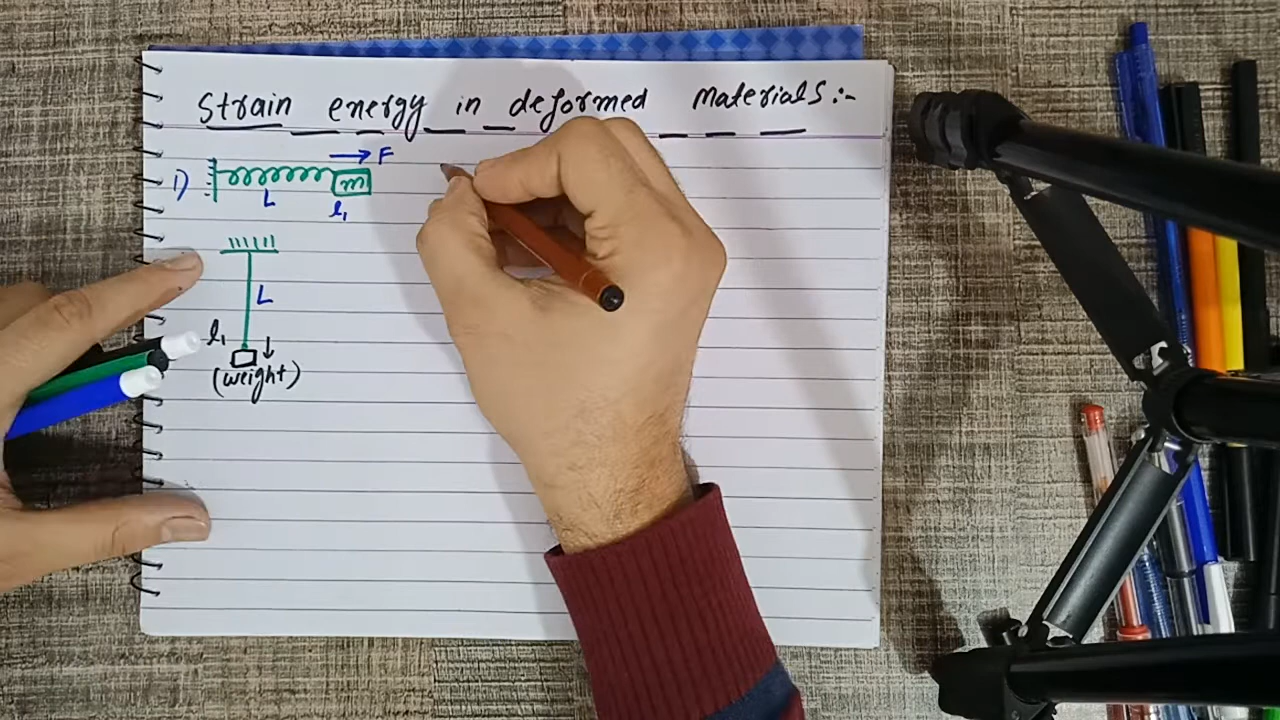 Strain energy in deformed materials :-
F
1) m
L l₁
L
l₁
(weight)